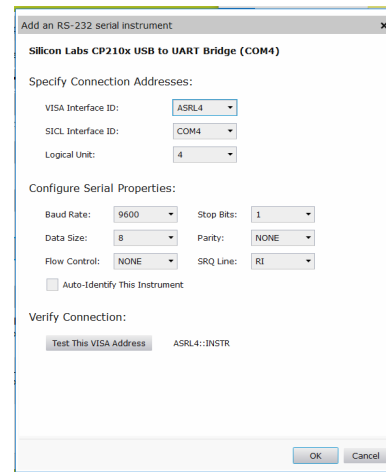 Add an RS-232 serial instrument x
Silicon Labs CP210x USB to UART Bridge (COM4)
Specify Connection Addresses:
VISA Interface ID: ASRL4
SICL Interface ID: COM4
Logical Unit: 4
Configure Serial Properties:
Baud Rate: 9600 Stop Bits: 1
Data Size: 8 Parity: NONE
Flow Control: NONE SRQ Line: RI
Auto-Identify This Instrument
Verify Connection:
Test This VISA Address ASRL4::INSTR
OK Cancel